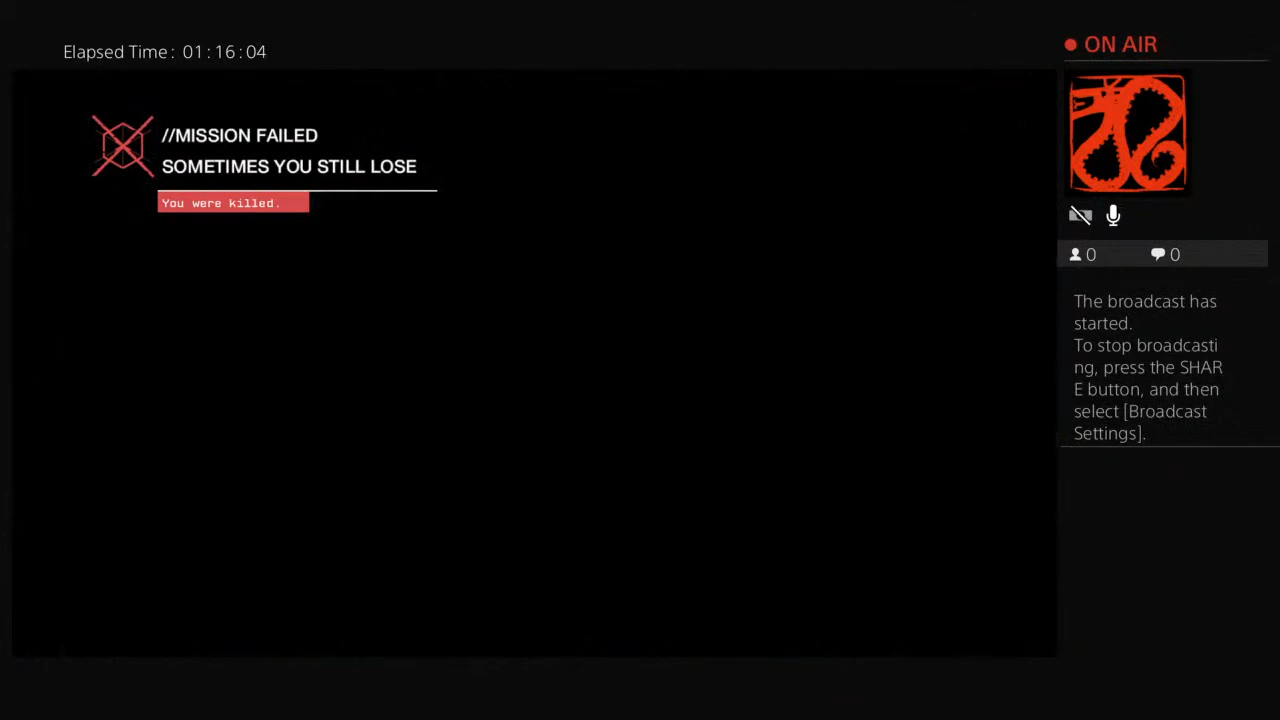 Elapsed Time: 01:16:04
ON AIR
//MISSION FAILED
SOMETIMES YOU STILL LOSE
You were killed.
0 0
The broadcast has
started.
To stop broadcasti
ng, press the SHAR
E button, and then
select [Broadcast
Settings].